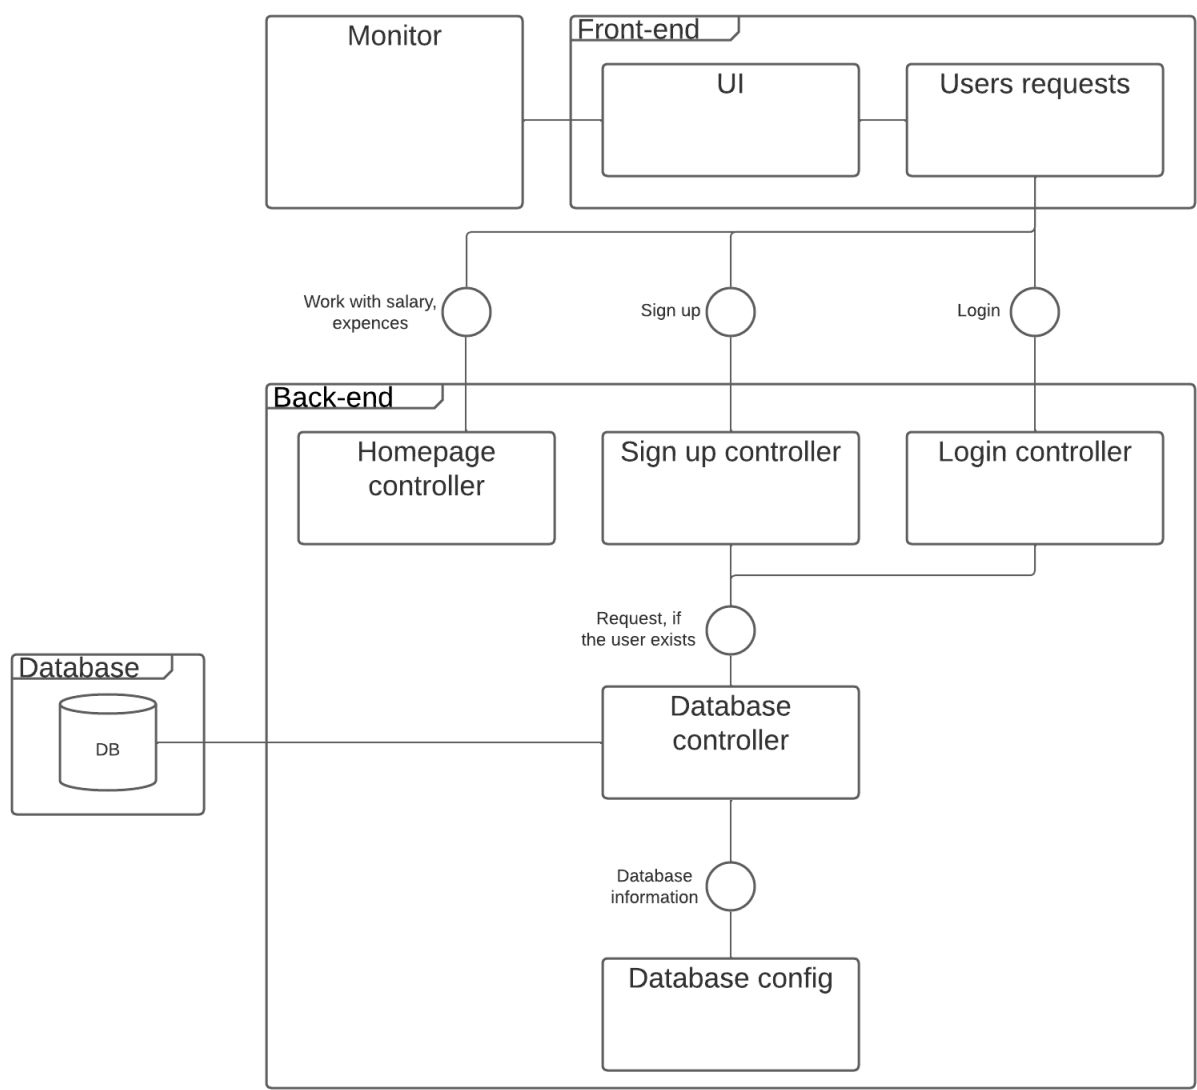 Monitor
Front-end
UI
Users requests
Work with salary,
expences
Sign up
Login
Back-end
Homepage
controller
Sign up controller
Login controller
Request, if
the user exists
Database
DB
Database
controller
Database
information
Database config